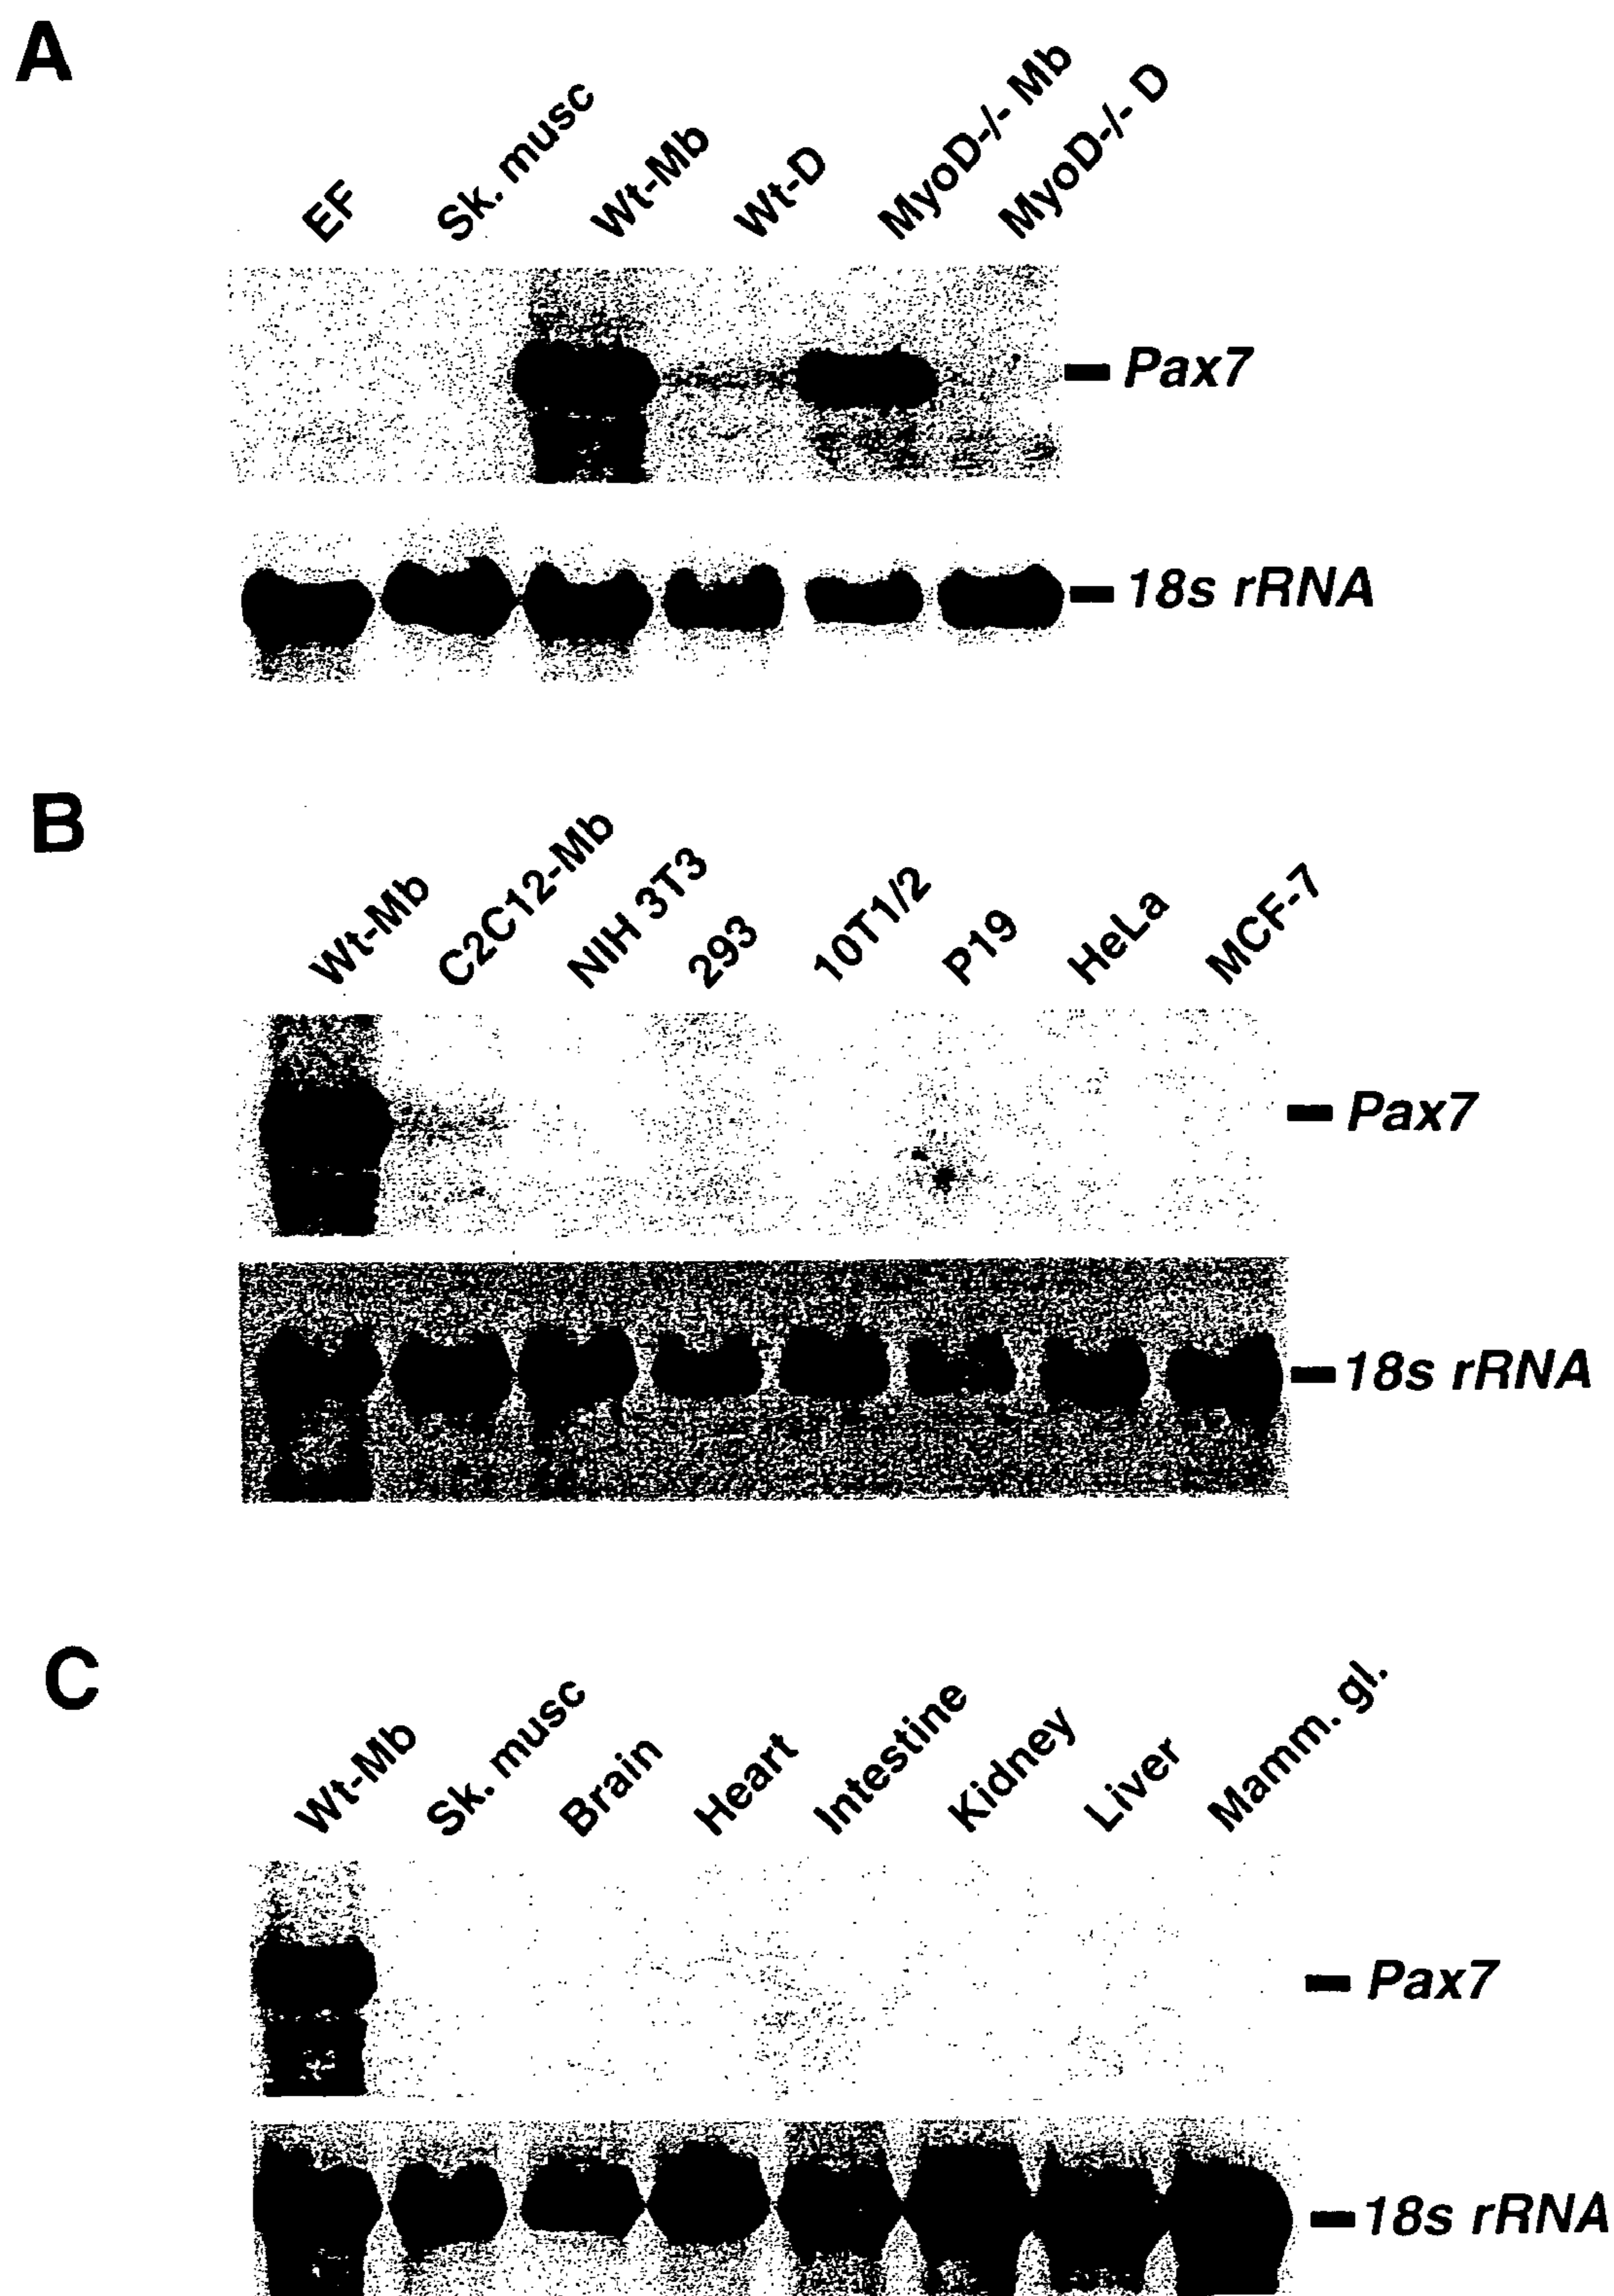 A
EF
Sk. musc
Wt-Mb
Wt-D
MyoD-/- Mb
MyoD-/- D
Pax7
18s rRNA
B
Wt-Mb
C2C12-Mb
NIH 3T3
293
10T1/2
P19
HeLa
MCF-7
Pax7
18s rRNA
C
Wt-Mb
Sk. musc
Brain
Heart
Intestine
Kidney
Liver
Mamm. gl.
Pax7
18s rRNA